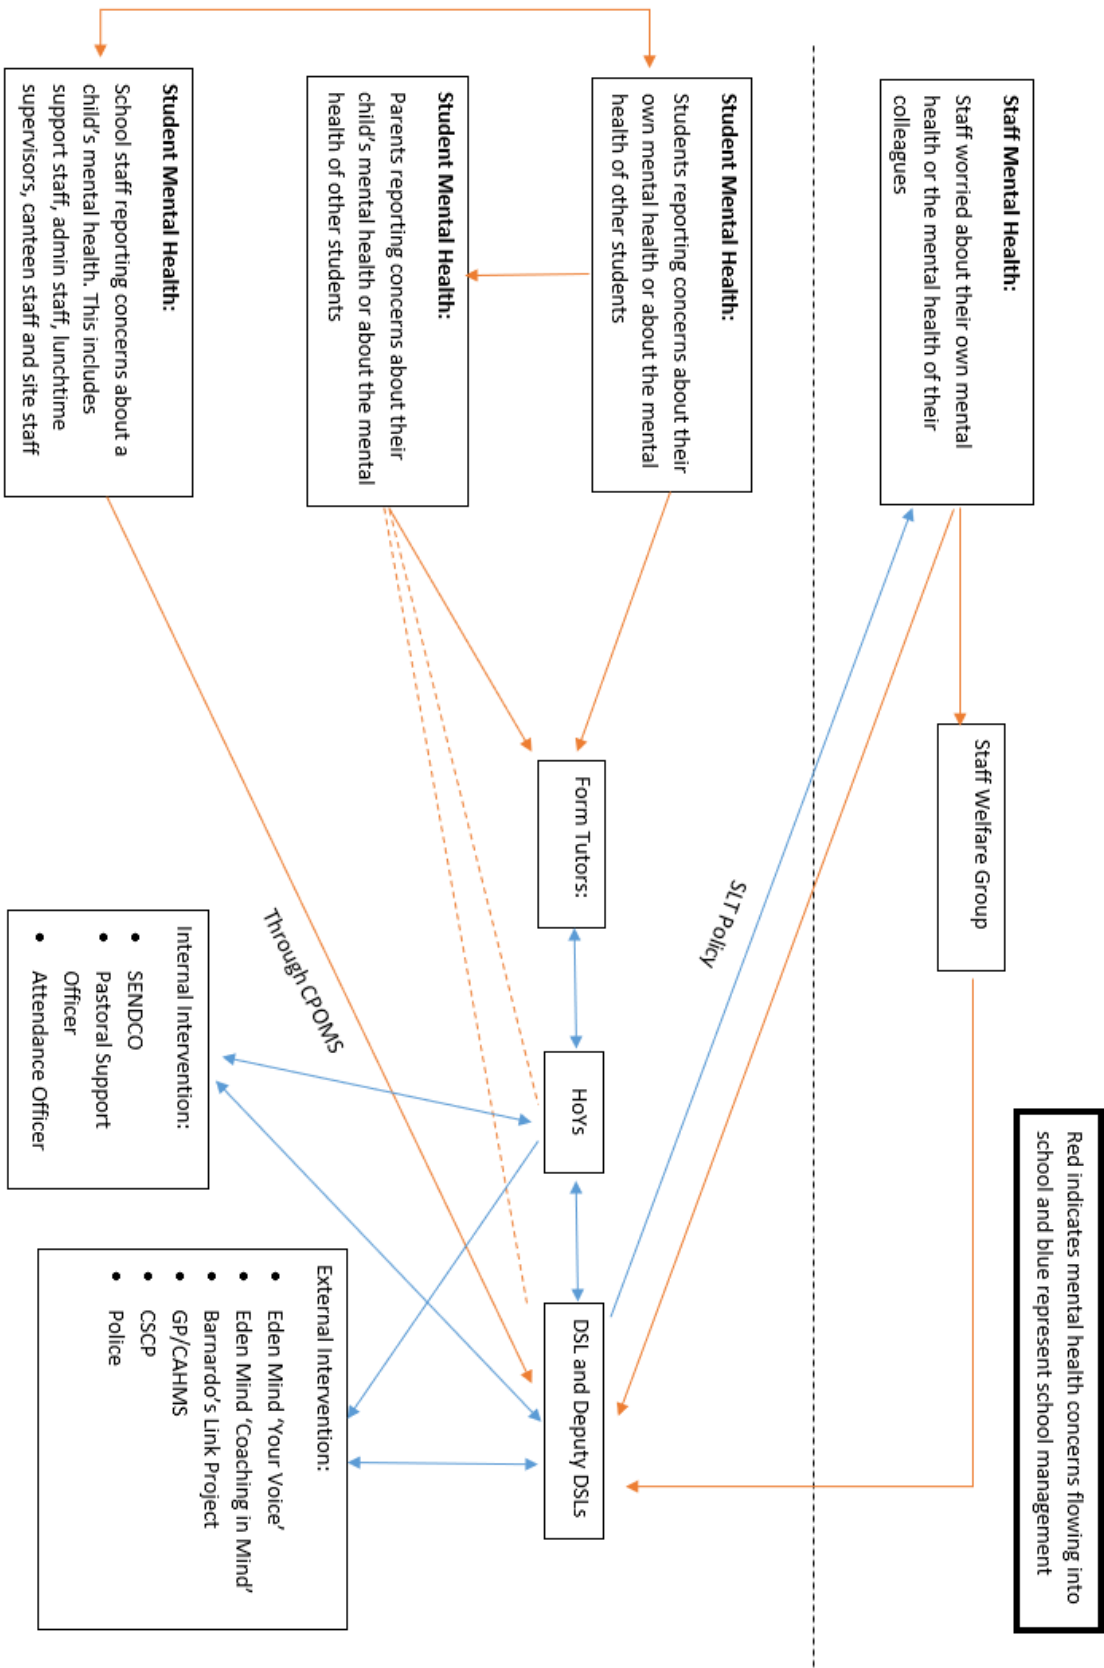 Red indicates mental health concerns flowing into
school and blue represent school management
Staff Mental Health:
Staff worried about their own mental
health or the mental health of their
colleagues
Staff Welfare Group
SLT Policy
Student Mental Health:
Students reporting concerns about their
own mental health or about the mental
health of other students
Form Tutors:
HoYs
DSL and Deputy DSLs
Student Mental Health:
Parents reporting concerns about their
child’s mental health or about the mental
health of other students
Through CPOMS
Student Mental Health:
School staff reporting concerns about a
child’s mental health. This includes
support staff, admin staff, lunchtime
supervisors, canteen staff and site staff
Internal Intervention:
• SENDCO
• Pastoral Support
Officer
• Attendance Officer
External Intervention:
• Eden Mind ‘Your Voice’
• Eden Mind ‘Coaching in Mind’
• Barnardo’s Link Project
• GP/CAHMS
• CSCP
• Police